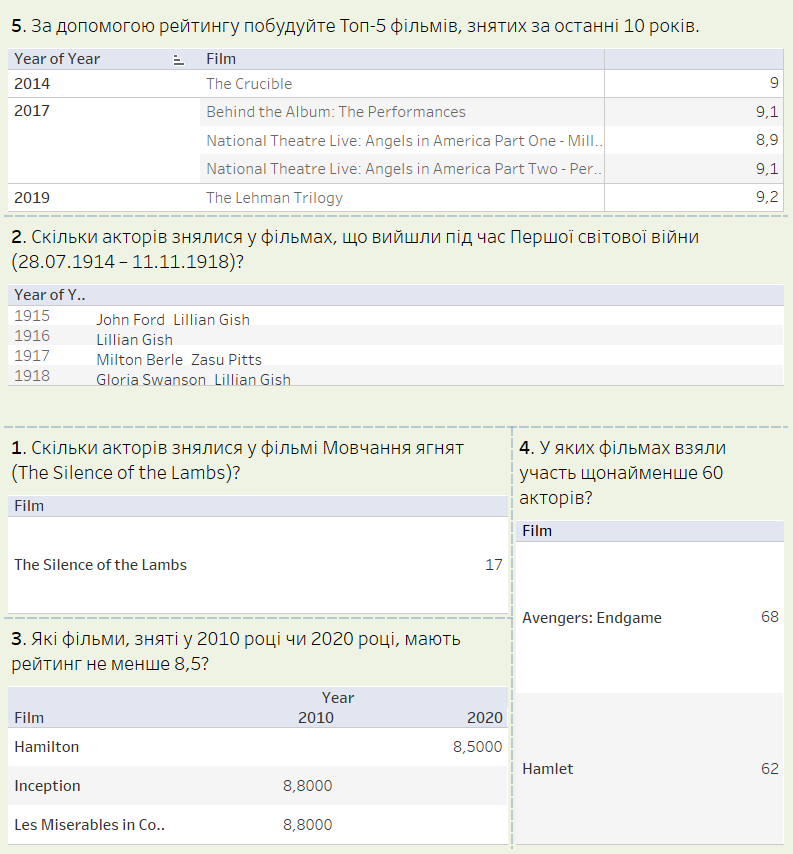 5. За допомогою рейтингу побудуйте Топ-5 фільмів, знятих за останні 10 років.
Year of Year Film
2014 The Crucible 9
2017 Behind the Album: The Performances 9,1
National Theatre Live: Angels in America Part One - Mill.. 8,9
National Theatre Live: Angels in America Part Two - Per.. 9,1
2019 The Lehman Trilogy 9,2
2. Скільки акторів знялися у фільмах, що вийшли під час Першої світової війни
(28.07.1914 – 11.11.1918)?
Year of Y..
1915 John Ford Lillian Gish
1916 Lillian Gish
1917 Milton Berle Zasu Pitts
1918 Gloria Swanson Lillian Gish
1. Скільки акторів знялися у фільмі Мовчання ягнят
(The Silence of the Lambs)?
Film
The Silence of the Lambs 17
3. Які фільми, зняті у 2010 році чи 2020 році, мають
рейтинг не менше 8,5?
Year
Film 2010 2020
Hamilton 8,5000
Inception 8,8000
Les Miserables in Co.. 8,8000
4. У яких фільмах взяли
участь щонайменше 60
акторів?
Film
Avengers: Endgame 68
Hamlet 62